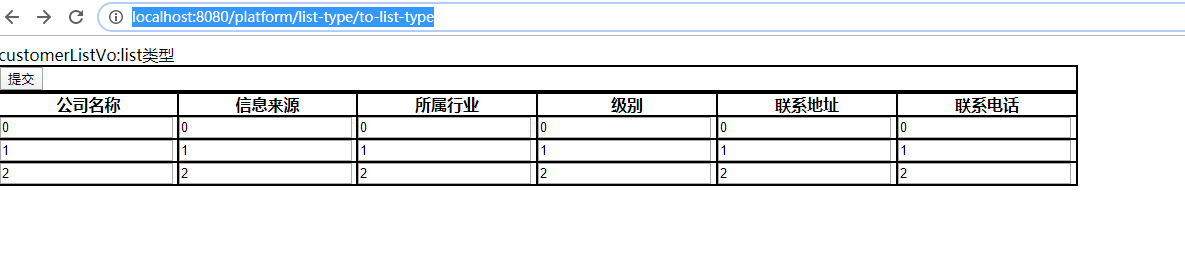 localhost:8080/platform/list-type/to-list-type
customerListVo:list类型
提交
公司名称 信息来源 所属行业 级别 联系地址 联系电话
0 0 0 0 0 0
1 1 1 1 1 1
2 2 2 2 2 2